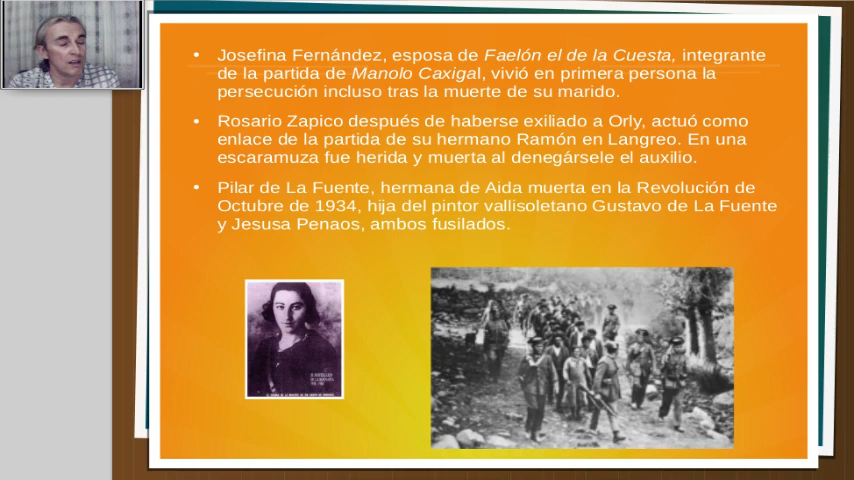 • Josefina Fernández, esposa de Faelón el de la Cuesta, integrante
de la partida de Manolo Caxigal, vivió en primera persona la
persecución incluso tras la muerte de su marido.
• Rosario Zapico después de haberse exiliado a Orly, actuó como
enlace de la partida de su hermano Ramón en Langreo. En una
escaramuza fue herida y muerta al denegársele el auxilio.
• Pilar de La Fuente, hermana de Aida muerta en la Revolución de
Octubre de 1934, hija del pintor vallisoletano Gustavo de La Fuente
y Jesusa Penaos, ambos fusilados.